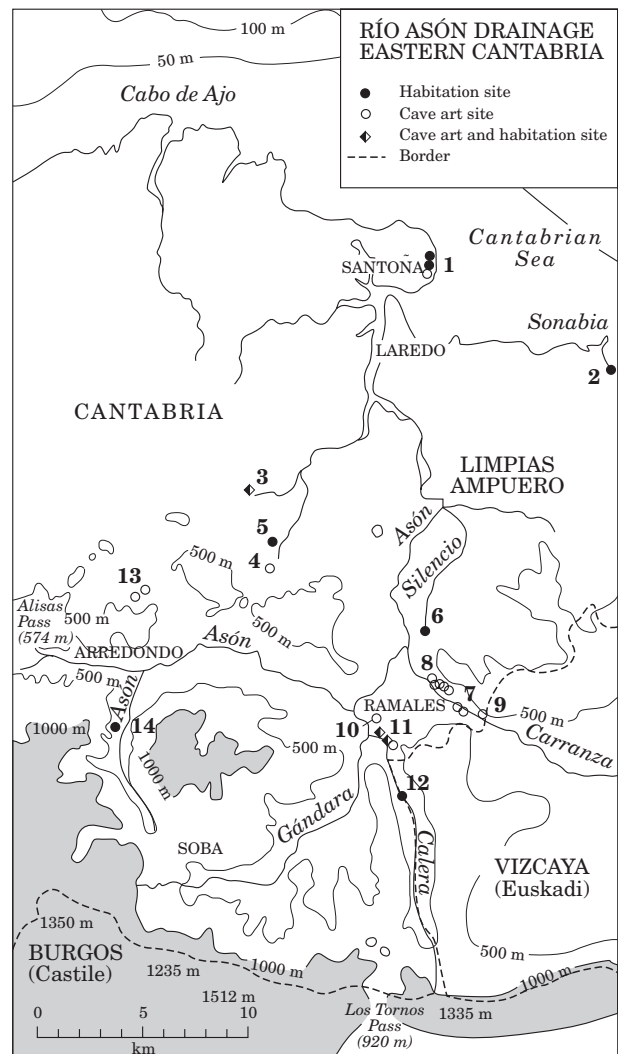 100 m
50 m
Cabo de Ajo
RÍO ASÓN DRAINAGE
EASTERN CANTABRIA
Habitation site
Cave art site
Cave art and habitation site
Border
Cantabrian
Sea
SANTOÑA
1
Sonabia
LAREDO
2
CANTABRIA
LIMPIAS
AMPUERO
3
5
4
Asón
Silencio
500 m
13
Alisas
Pass
(574 m)
500 m
500 m
6
ARREDONDO
Asón
500 m
8
7
9
500 m
RAMALES
Asón
14
1000 m
1000 m
500 m
10
11
Carranza
12
Gándara
Calera
SOBA
VIZCAYA
(Euskadi)
1350 m
BURGOS
(Castile)
1235 m
1000 m
1512 m
500 m
1000 m
Los Tornos
Pass
(920 m)
1335 m
0 5 10
km